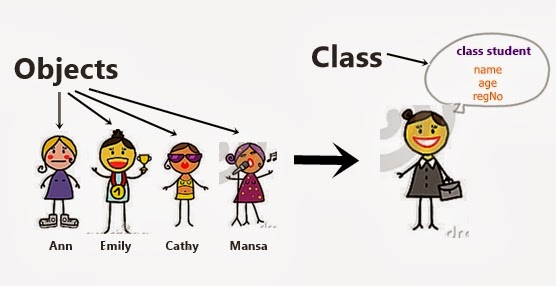 Objects
Ann
Emily
Cathy
Mansa
Class
class student
name
age
regNo